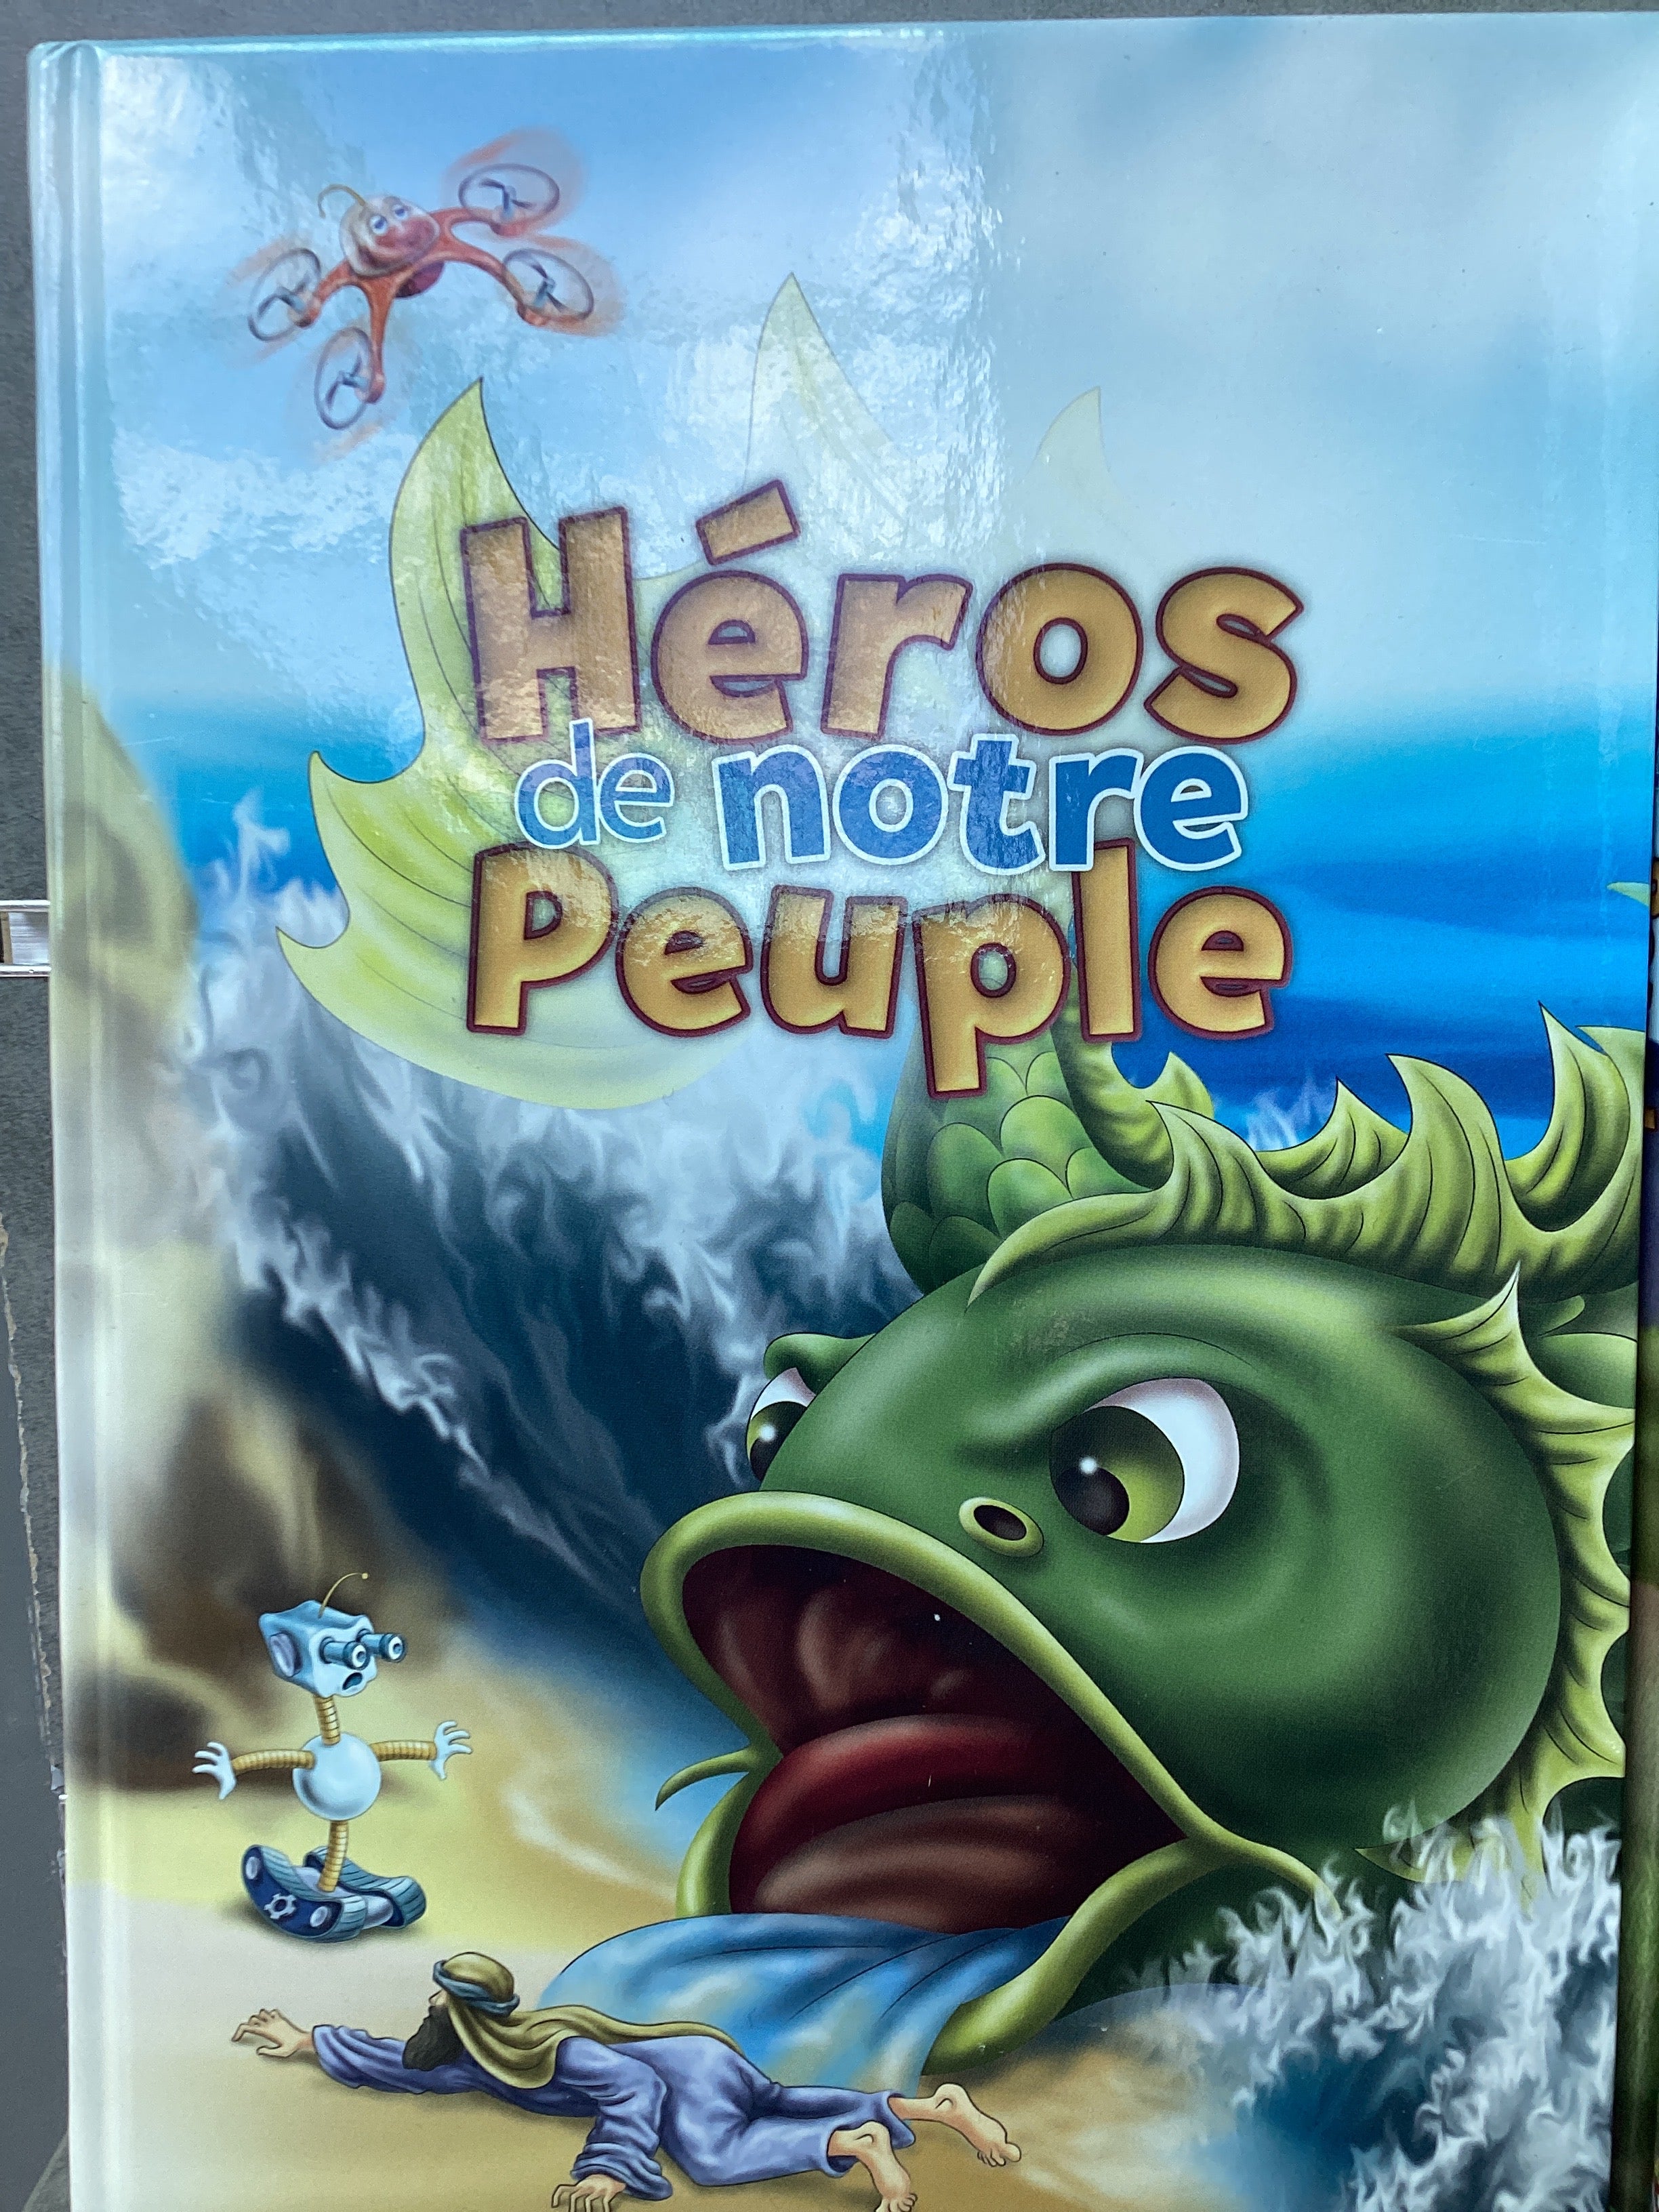 Héros
de notre
Peuple